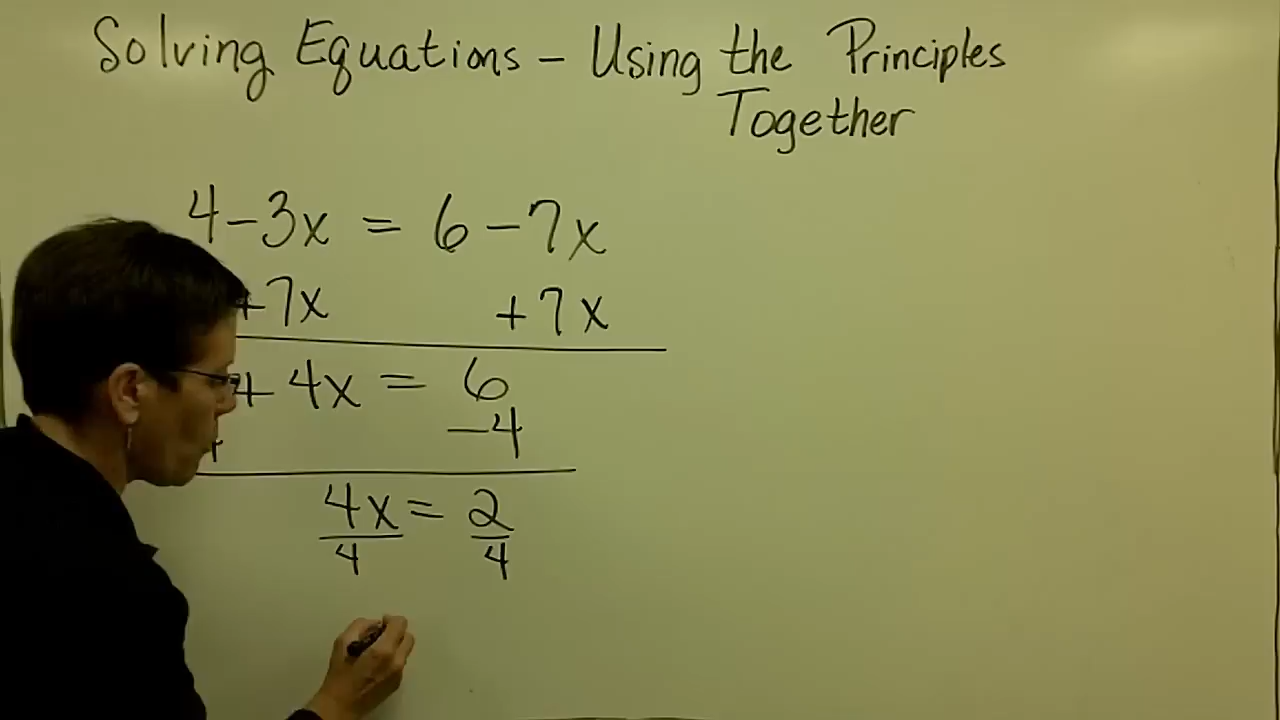 Solving Equations – Using the Principles
Together
4 – 3x = 6 – 7x
+7x +7x
+ 4x = 6
–4
4x = 2
4 4